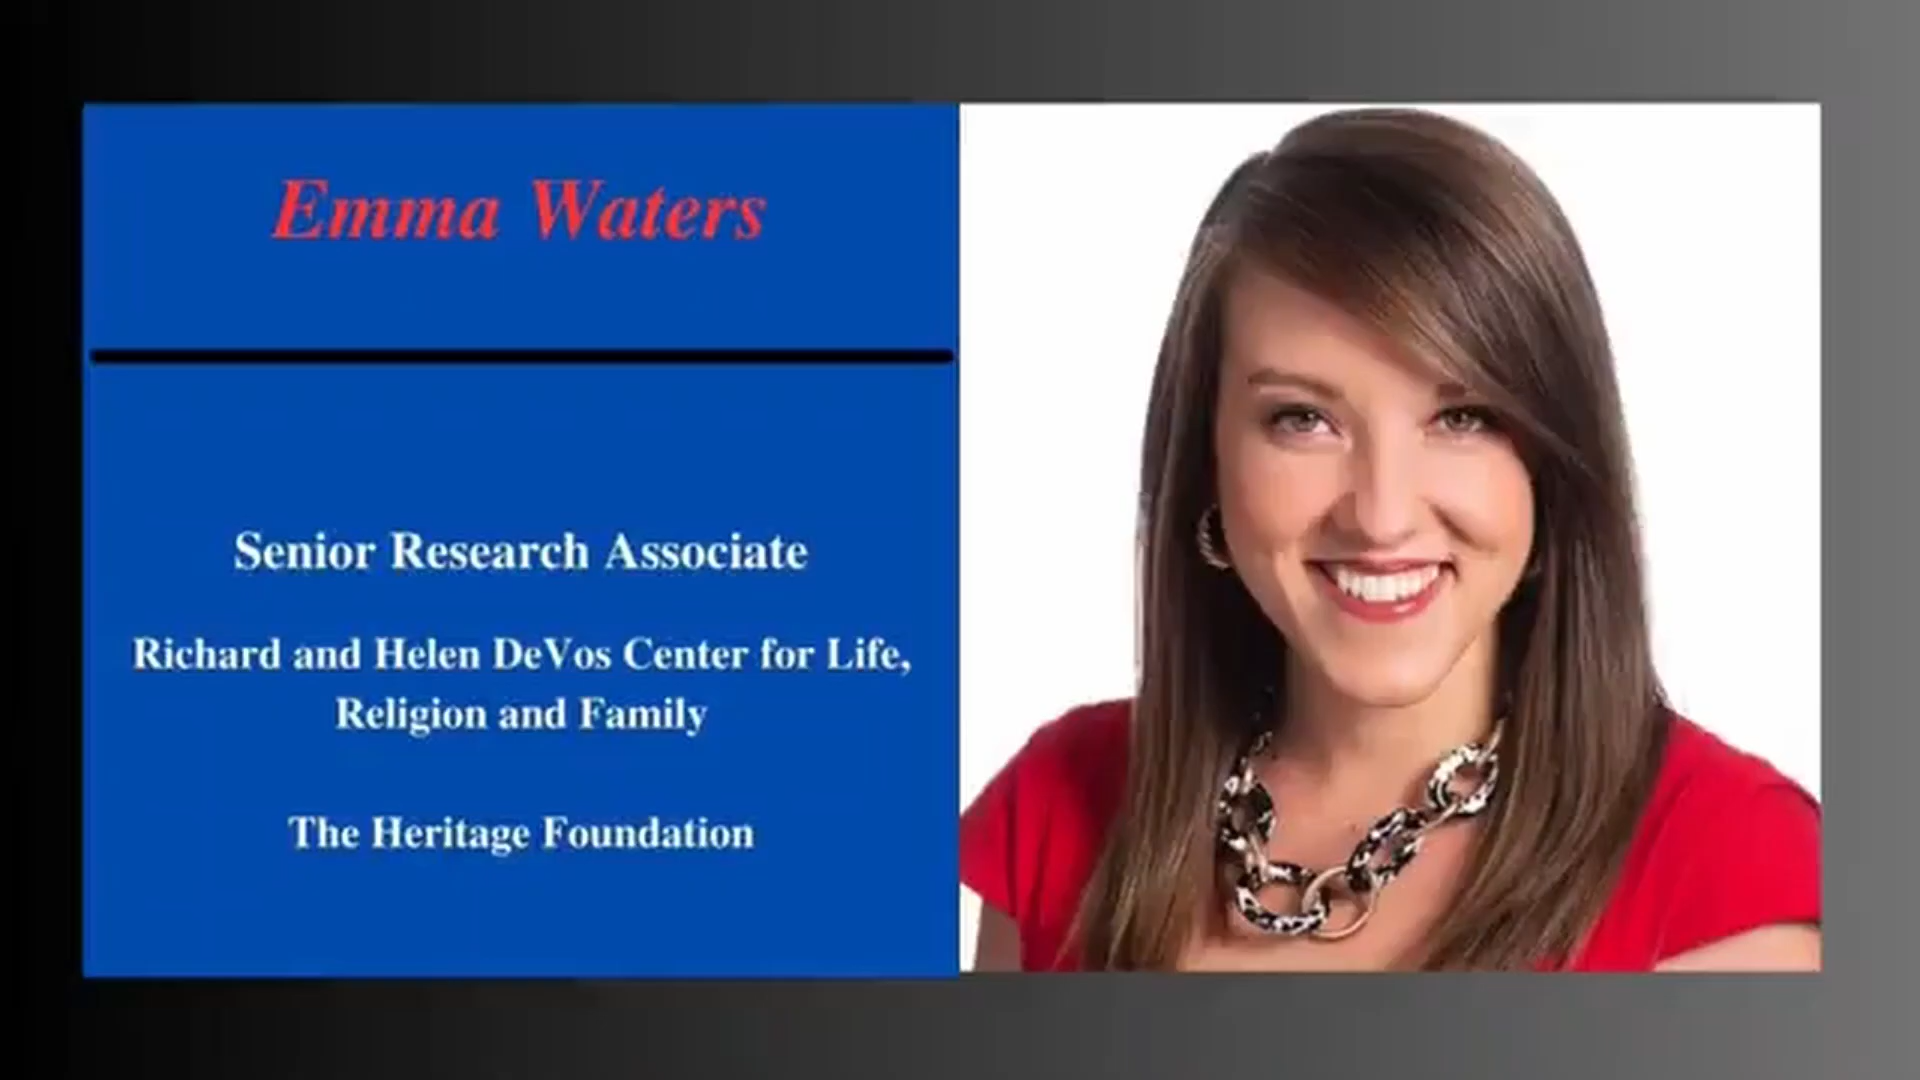 Emma Waters
Senior Research Associate
Richard and Helen DeVos Center for Life,
Religion and Family
The Heritage Foundation